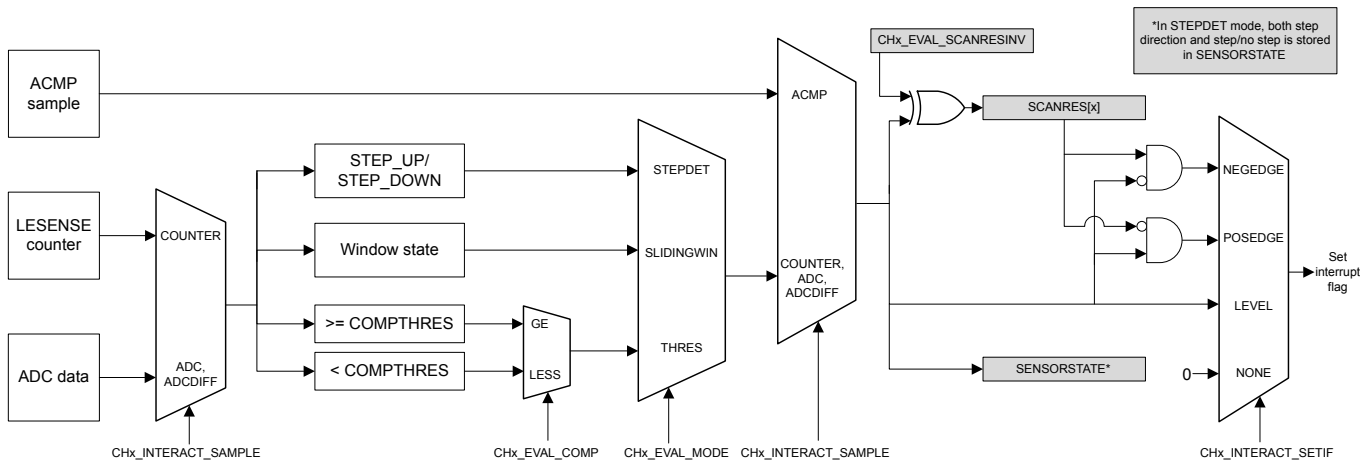 ACMP
sample
LESENSE
counter
ADC data
COUNTER
ADC,
ADCDIFF
CHx_INTERACT_SAMPLE
STEP_UP/
STEP_DOWN
Window state
>= COMPTHRES
< COMPTHRES
GE
LESS
CHx_EVAL_COMP
STEPDET
SLIDINGWIN
THRES
CHx_EVAL_MODE
ACMP
COUNTER,
ADC,
ADCDIFF
CHx_INTERACT_SAMPLE
CHx_EVAL_SCANRESINV
SCANRES[x]
SENSORSTATE*
*In STEPDET mode, both step
direction and step/no step is stored
in SENSORSTATE
NEGEDGE
POSEDGE
LEVEL
0
NONE
CHx_INTERACT_SETIF
Set
interrupt
flag